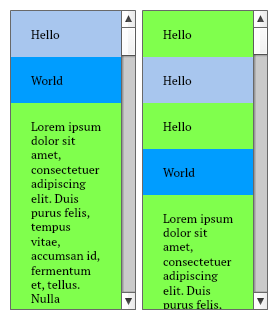 Hello
World
Lorem ipsum
dolor sit
amet,
consectetuer
adipiscing
elit. Duis
purus felis,
tempus
vitae,
accumsan id,
fermentum
et, tellus.
Nulla
Hello
Hello
Hello
World
Lorem ipsum
dolor sit
amet,
consectetuer
adipiscing
elit. Duis
purus felis,